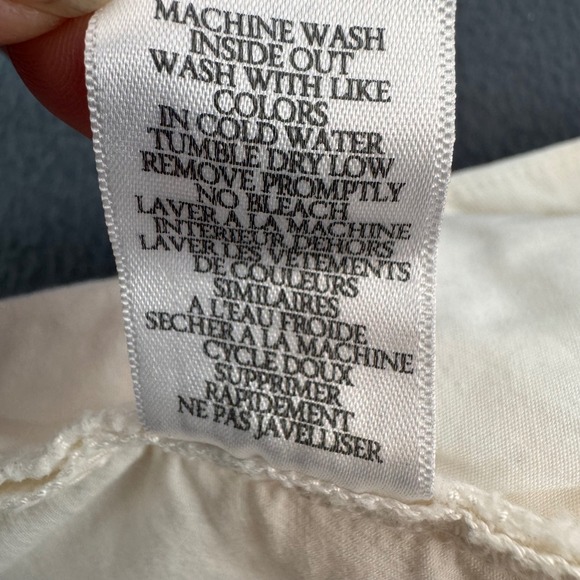 MACHINE WASH
INSIDE OUT
WASH WITH LIKE
COLORS
IN COLD WATER
TUMBLE DRY LOW
REMOVE PROMPTLY
NO BLEACH
LAVER A LA MACHINE
INTERIEUR DEHORS
LAVER LES VETEMENTS
DE COULEURS
SIMILAIRES
A L'EAU FROIDE
SECHER A LA MACHINE
CYCLE DOUX
SUPPRIMER
RAPIDEMENT
NE PAS JAVELLISER